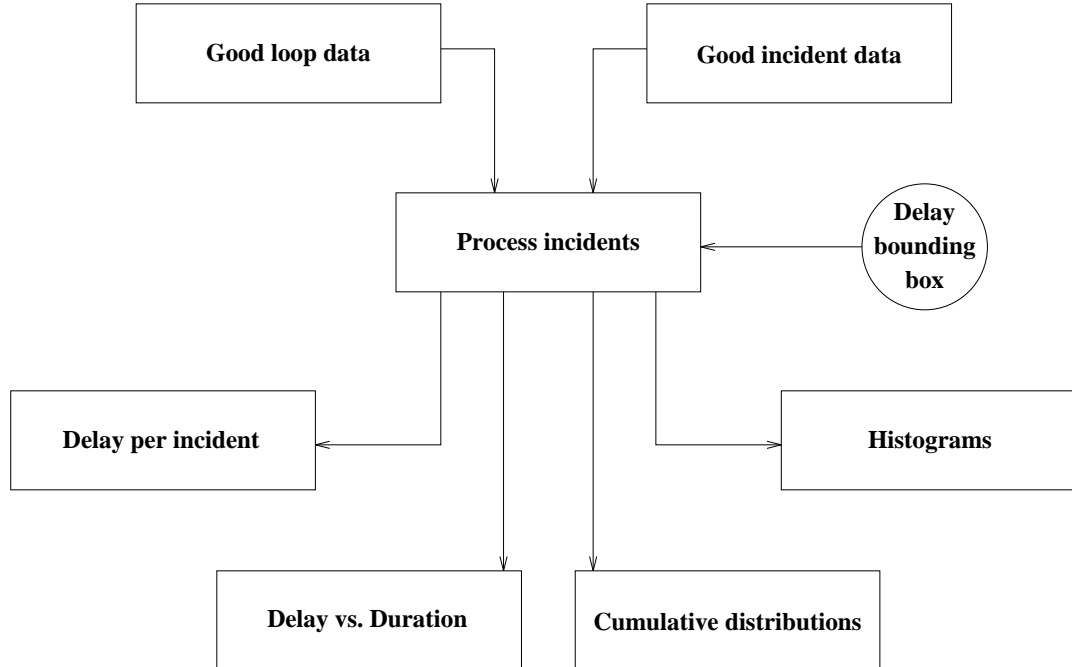 Good loop data
Good incident data
Process incidents
Delay
bounding
box
Delay per incident
Histograms
Delay vs. Duration
Cumulative distributions